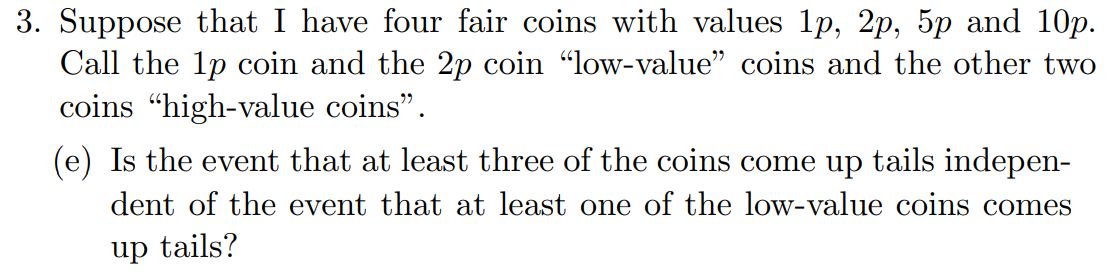 3. Suppose that I have four fair coins with values 1p, 2p, 5p and 10p.
Call the 1p coin and the 2p coin “low-value” coins and the other two
coins “high-value coins”.
(e) Is the event that at least three of the coins come up tails indepen-
dent of the event that at least one of the low-value coins comes
up tails?